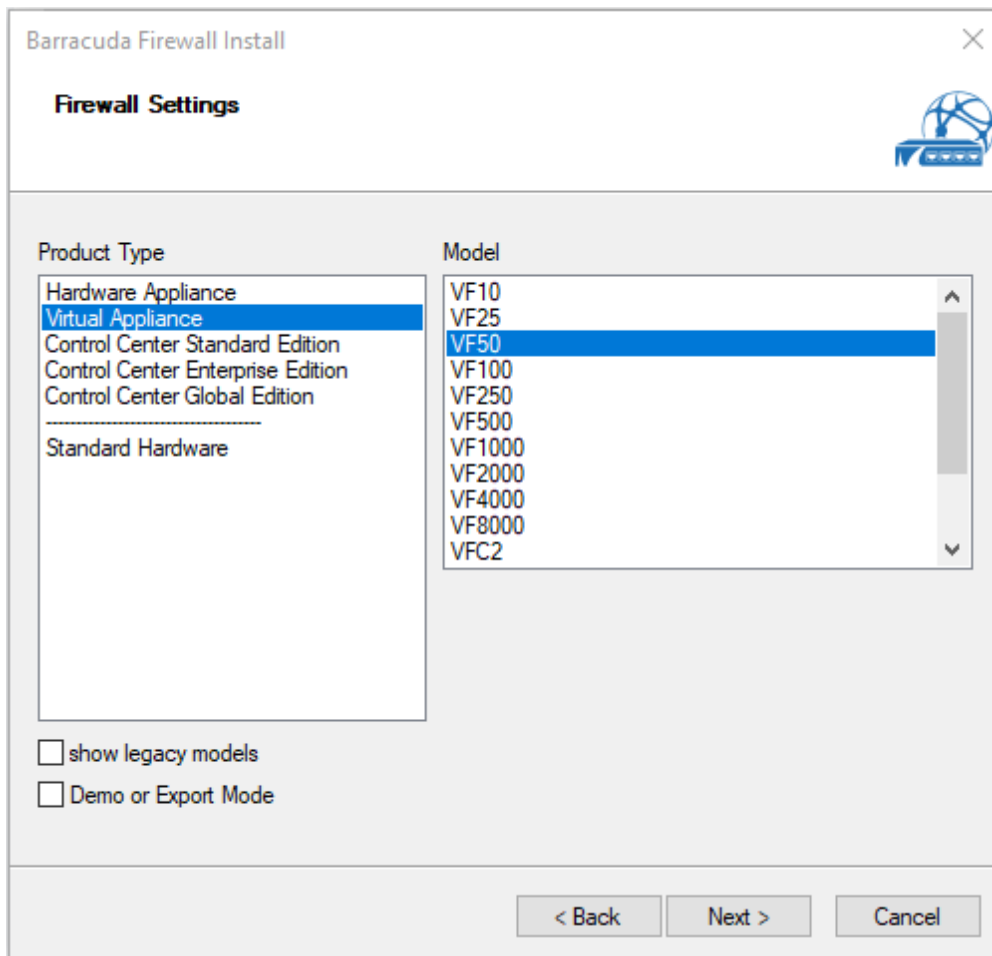 Barracuda Firewall Install
Firewall Settings
Product Type
Hardware Appliance
Virtual Appliance
Control Center Standard Edition
Control Center Enterprise Edition
Control Center Global Edition
------------------------------------
Standard Hardware
Model
VF10
VF25
VF50
VF100
VF250
VF500
VF1000
VF2000
VF4000
VF8000
VFC2
show legacy models
Demo or Export Mode
< Back
Next >
Cancel